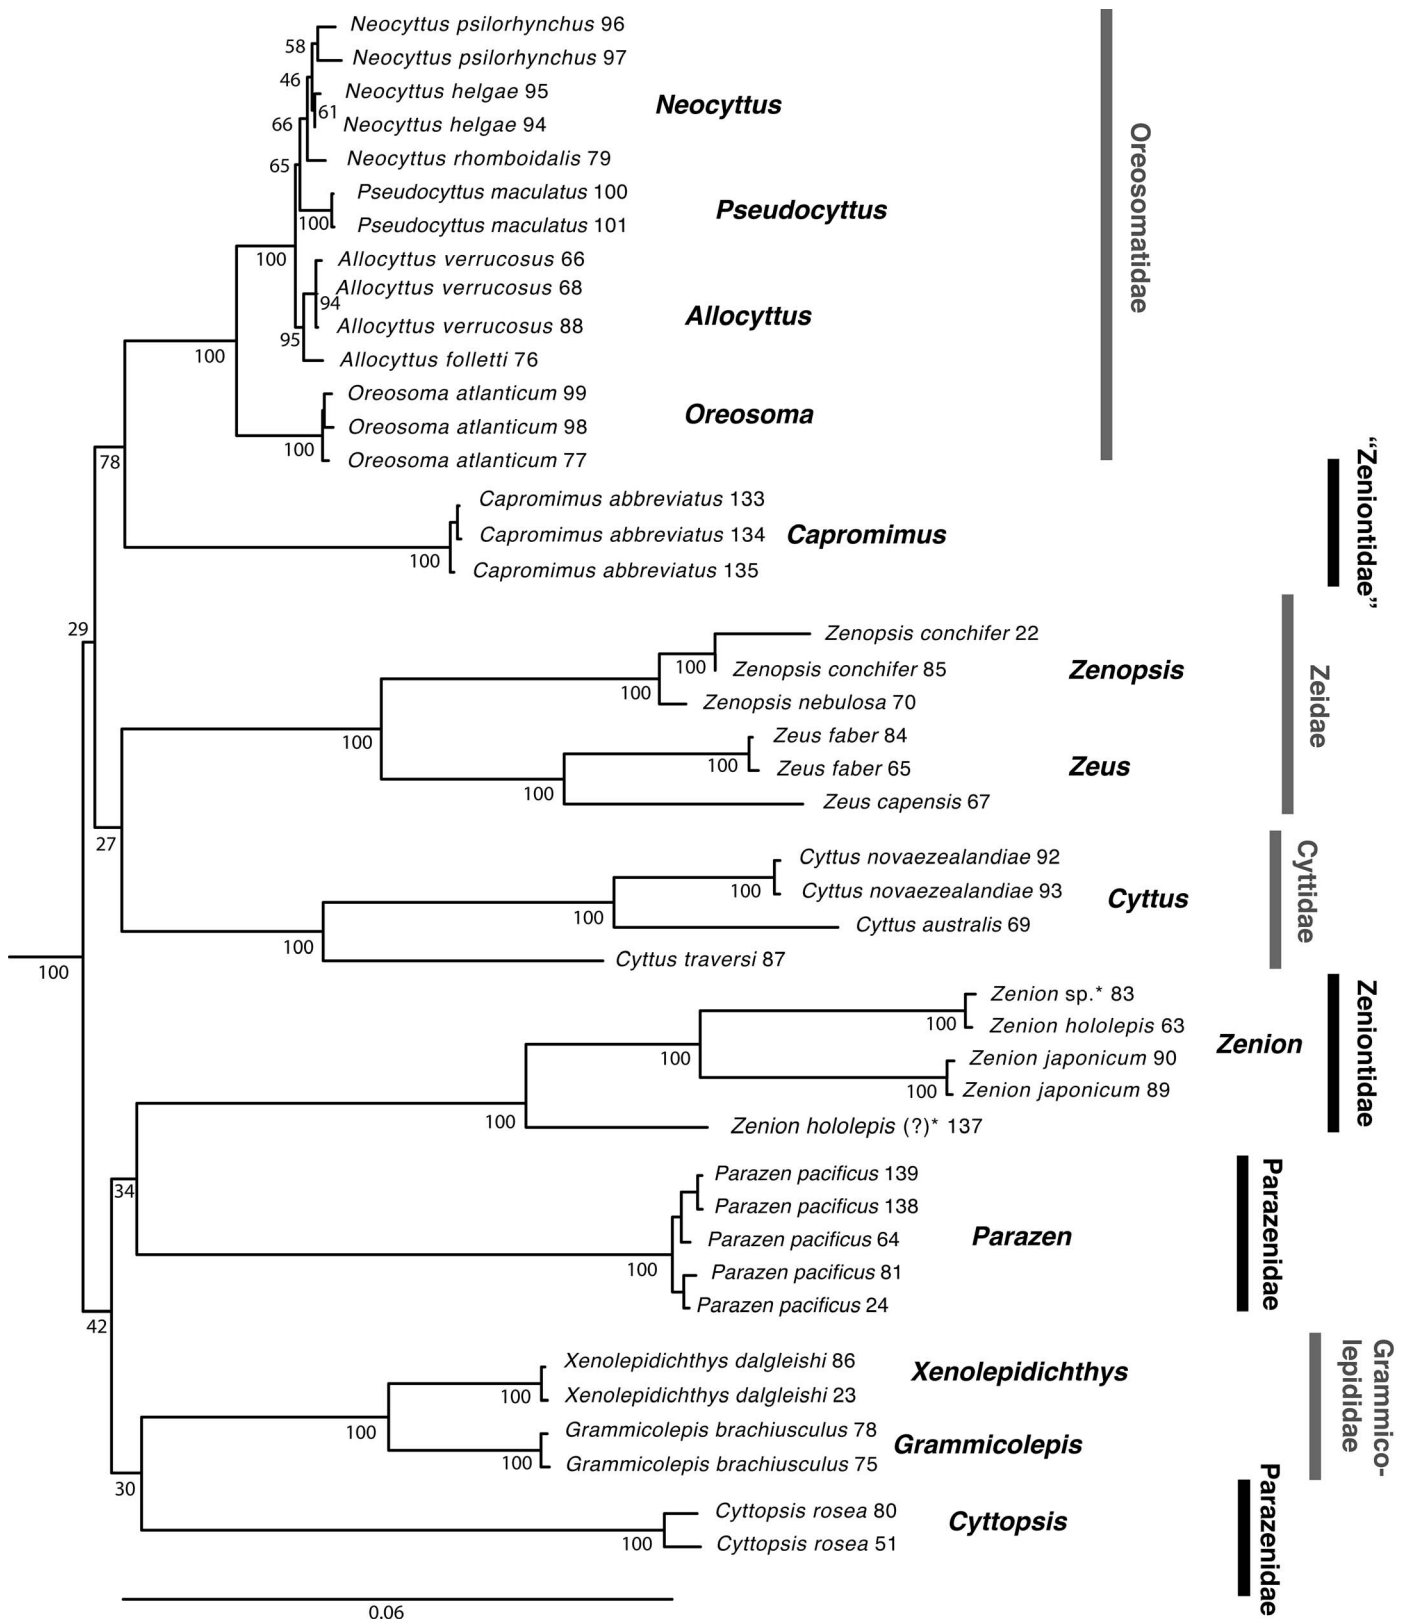 Neocyttus psilorhynchus 96
58
Neocyttus psilorhynchus 97
46
Neocyttus helgae 95
Neocyttus
61
66
Neocyttus helgae 94
65
Neocyttus rhomboidalis 79
Pseudocyttus maculatus 100
Pseudocyttus
100
Pseudocyttus maculatus 101
Oreosomatidae
100
Allocyttus verrucosus 66
Allocyttus verrucosus 68
94
Allocyttus
Allocyttus verrucosus 88
95
100
Allocyttus folletti 76
Oreosoma atlanticum 99
Oreosoma
Oreosoma atlanticum 98
100
Oreosoma atlanticum 77
78
Capromimus abbreviatus 133
Capromimus abbreviatus 134
Capromimus
“Zeniontidae”
100
Capromimus abbreviatus 135
29
Zenopsis conchifer 22
100
Zenopsis conchifer 85
Zenopsis
100
Zenopsis nebulosa 70
Zeidae
100
Zeus faber 84
100
Zeus faber 65
Zeus
100
Zeus capensis 67
27
Cyttus novaezealandiae 92
100
Cyttus novaezealandiae 93
Cyttus
Cyttidae
100
Cyttus australis 69
100
Cyttus traversi 87
100
Zenion sp.* 83
100
Zenion hololepis 63
Zenion
Zeniontidae
100
Zenion japonicum 90
100
Zenion japonicum 89
100
Zenion hololepis (?)* 137
34
Parazen pacificus 139
Parazen pacificus 138
Parazen pacificus 64
Parazen
Parazenidae
100
Parazen pacificus 81
Parazen pacificus 24
42
Xenolepidichthys dalgleishi 86
Xenolepidichthys
100
Xenolepidichthys dalgleishi 23
Grammico-
lepididae
100
Grammicolepis brachiusculus 78
Grammicolepis
100
Grammicolepis brachiusculus 75
30
Cyttopsis rosea 80
Cyttopsis
Parazenidae
100
Cyttopsis rosea 51
0.06